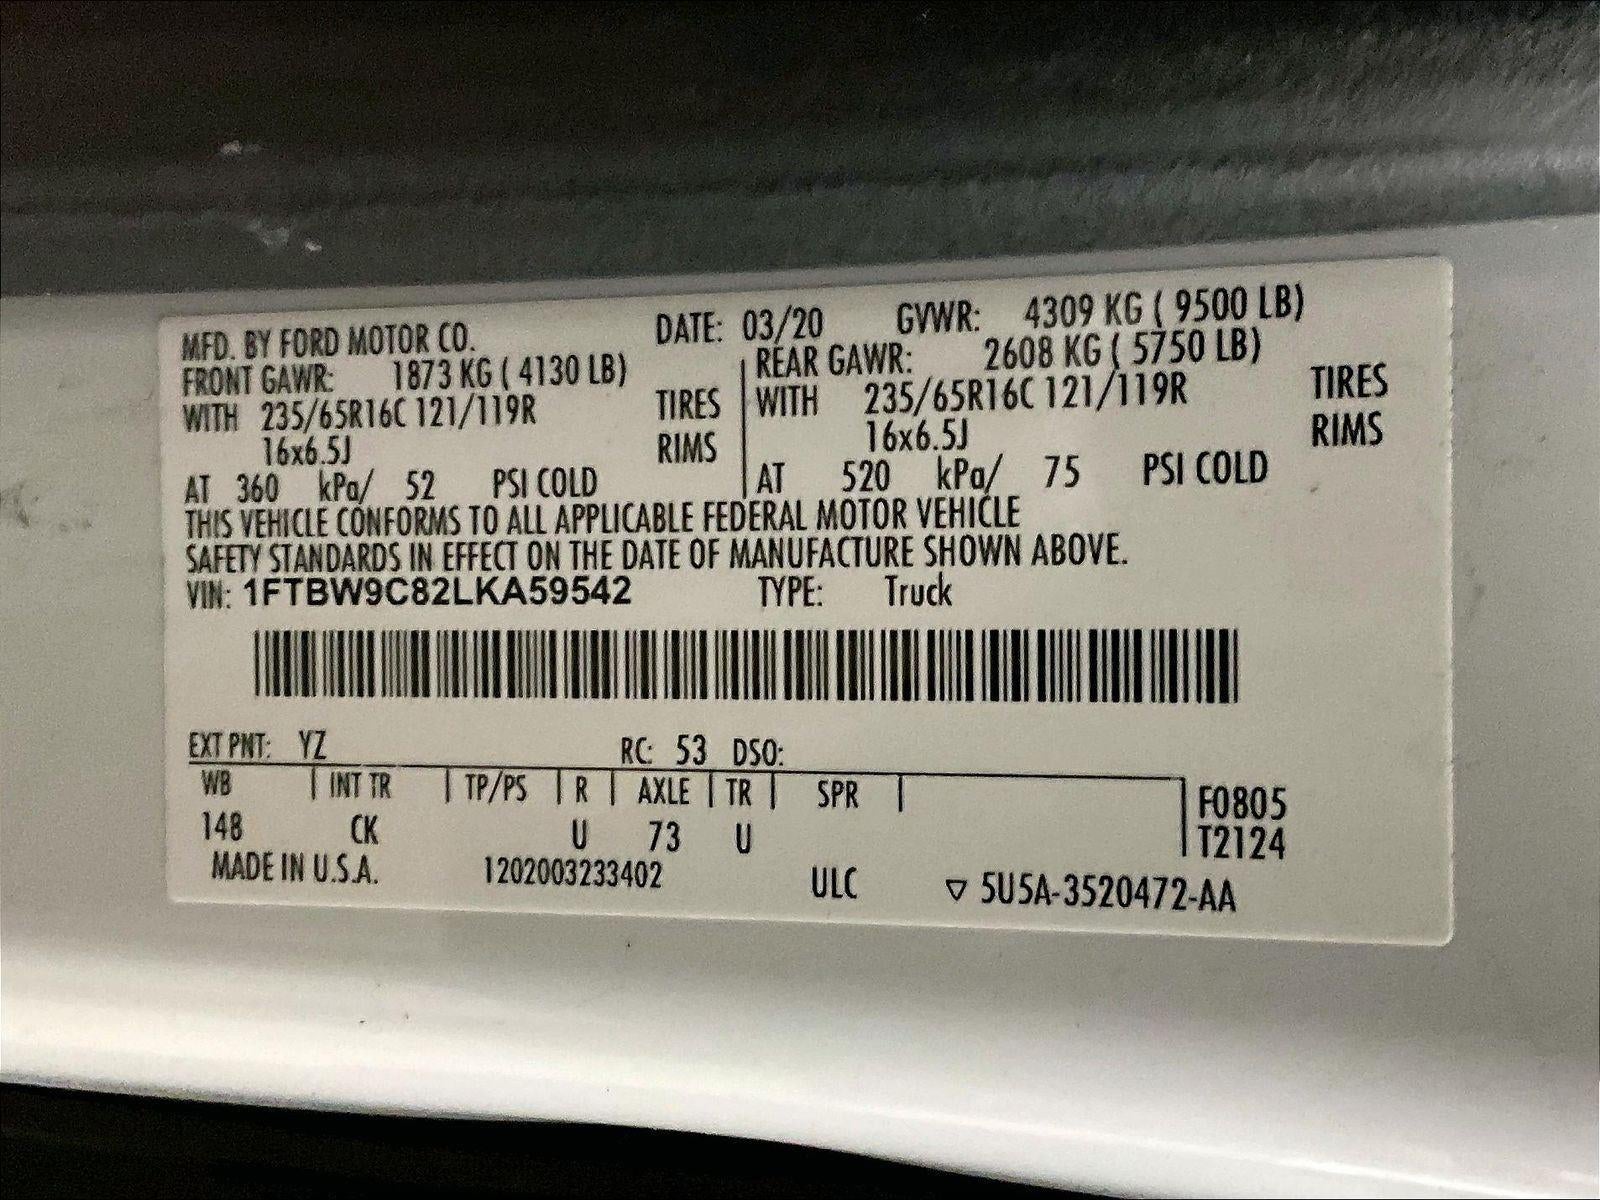 MFD. BY FORD MOTOR CO. DATE: 03/20 GVWR: 4309 KG ( 9500 LB)
FRONT GAWR: 1873 KG ( 4130 LB) REAR GAWR: 2608 KG ( 5750 LB)
WITH 235/65R16C 121/119R TIRES WITH 235/65R16C 121/119R TIRES
16x6.5J RIMS 16x6.5J RIMS
AT 360 kPa/ 52 PSI COLD AT 520 kPa/ 75 PSI COLD
THIS VEHICLE CONFORMS TO ALL APPLICABLE FEDERAL MOTOR VEHICLE
SAFETY STANDARDS IN EFFECT ON THE DATE OF MANUFACTURE SHOWN ABOVE.
VIN: 1FTBW9C82LKA59542 TYPE: Truck
EXT PNT: YZ RC: 53 DSO:
WB INT TR TP/PS R AXLE TR SPR F0805
148 CK U 73 U T2124
MADE IN U.S.A. 1202003233402 ULC ▽ 5U5A-3520472-AA